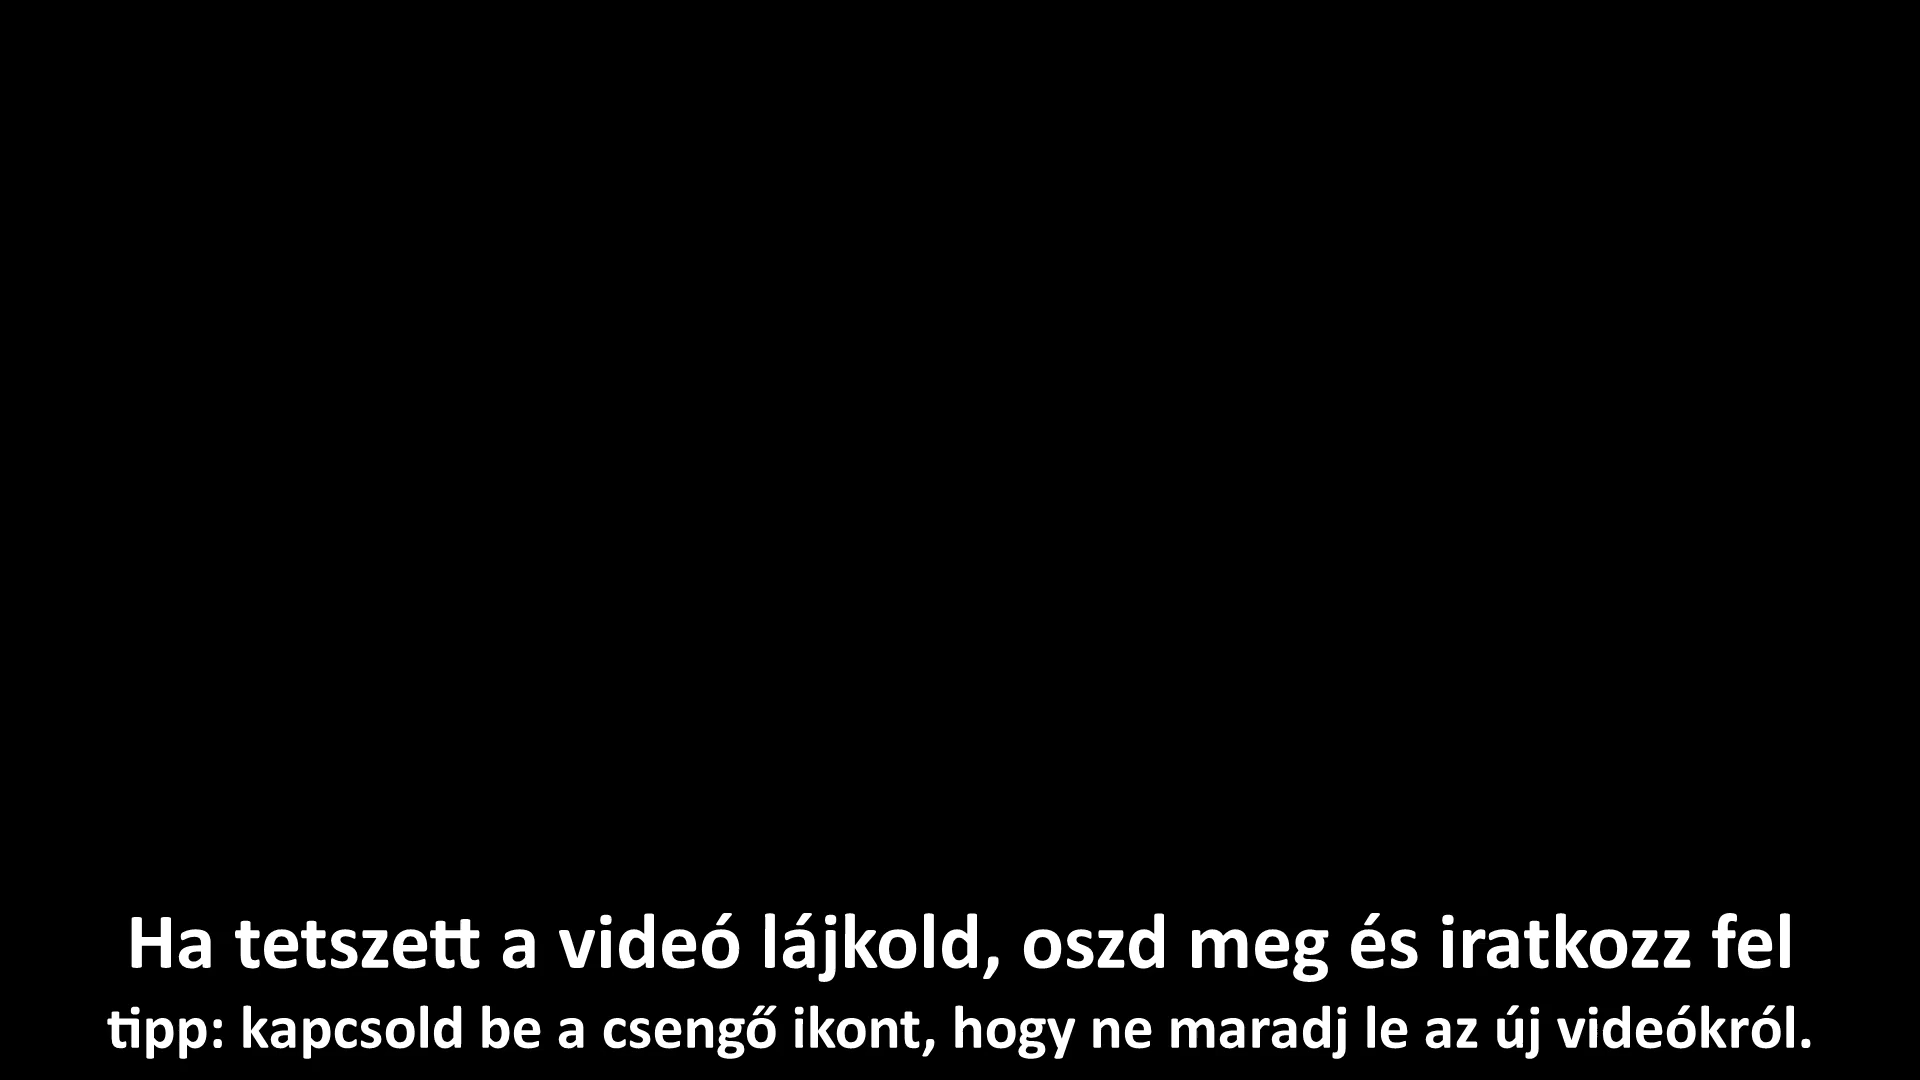 Ha tetszett a videó lájkold, oszd meg és iratkozz fel
tipp: kapcsold be a csengő ikont, hogy ne maradj le az új videókról.